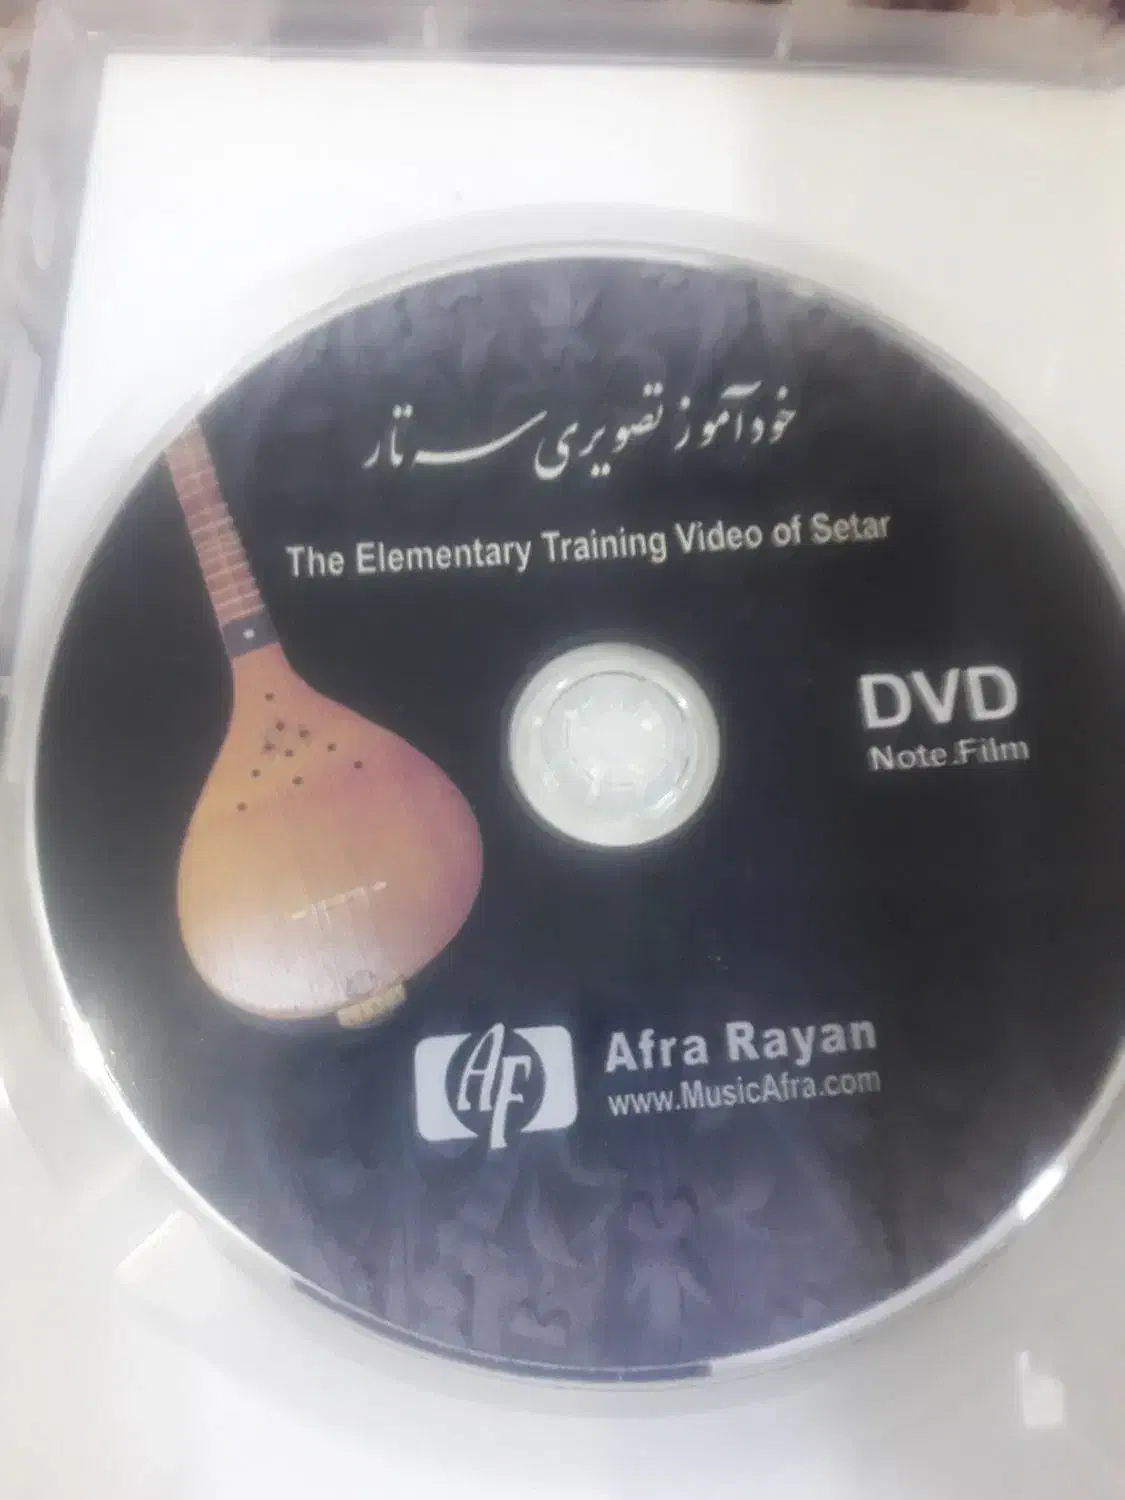 خودآموز تصویری سه تار
The Elementary Training Video of Setar
DVD
Note.Film
AF
Afra Rayan
www.MusicAfra.com